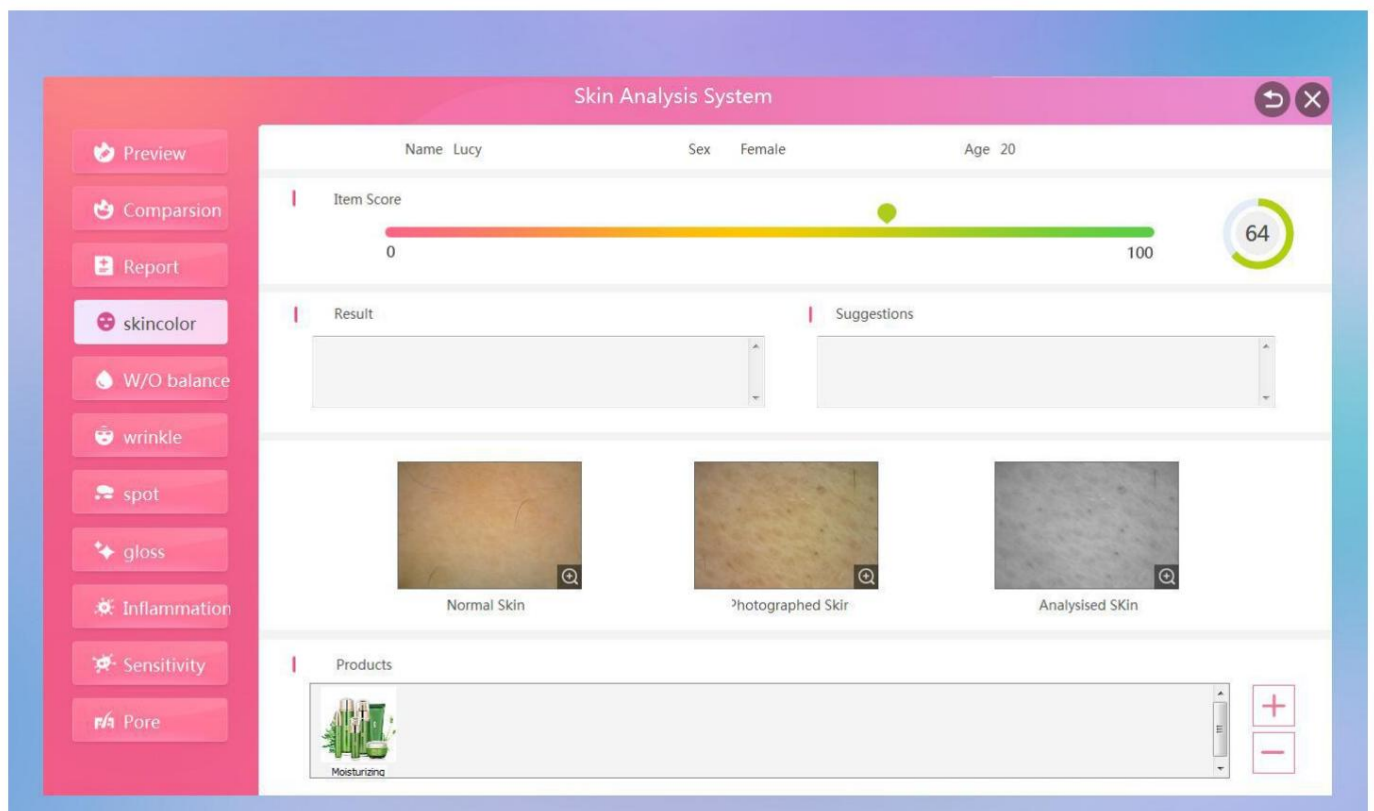 Skin Analysis System
Preview
Comparsion
Report
skincolor
W/O balance
wrinkle
spot
gloss
Inflammation
Sensitivity
Pore
Name Lucy Sex Female Age 20
Item Score
0 100
64
Result
Suggestions
Normal Skin
Photographed Skir
Analysised SKin
Products
Moisturizing